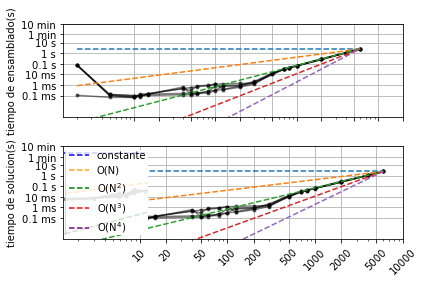 10 min
1 min
10 s
1 s
0.1 s
10 ms
1 ms
0.1 ms
tiempo de ensamblado(s)
10 min
1 min
10 s
1 s
0.1 s
10 ms
1 ms
0.1 ms
tiempo de solucion(s)
constante
O(N)
O(N²)
O(N³)
O(N⁴)
10
20
50
100
200
500
1000
2000
5000
10000